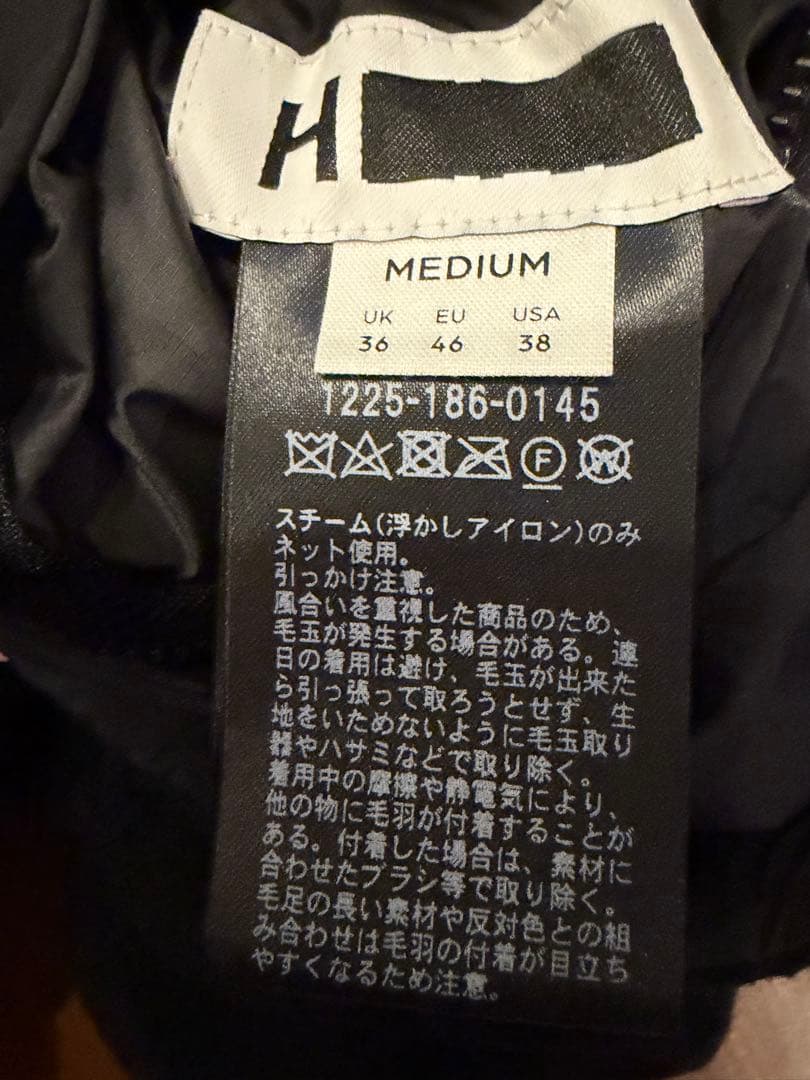 H
MEDIUM
UK EU USA
36 46 38
1225-186-0145
F
W
スチーム(浮かしアイロン)のみ
ネット使用。
引っかけ注意。
風合いを重視した商品のため、
毛玉が発生する場合がある。連
日の着用は避け、毛玉が出来た
ら引っ張って取ろうとせず、生
地をいためないように毛玉取り
器やハサミなどで取り除く。
着用中の摩擦や静電気により、
他の物に毛羽が付着することが
ある。付着した場合は、素材に
合わせたブラシ等で取り除く。
毛足の長い素材や反対色との組
み合わせは毛羽の付着が目立ち
やすくなるため注意。